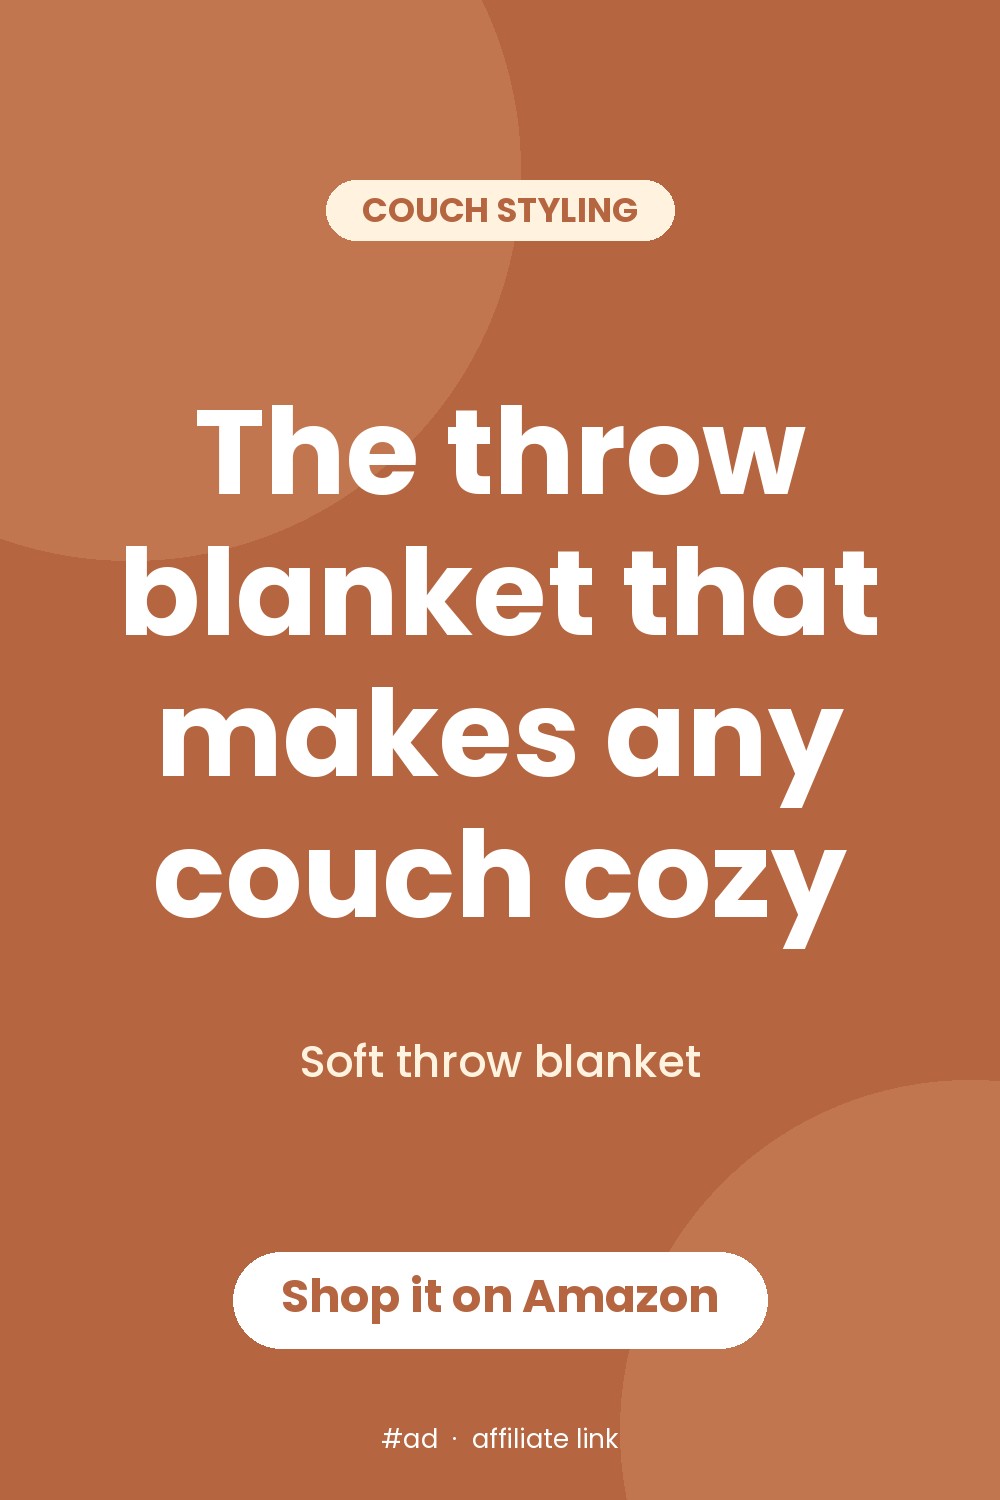 COUCH STYLING
The throw
blanket that
makes any
couch cozy
Soft throw blanket
Shop it on Amazon
#ad · affiliate link